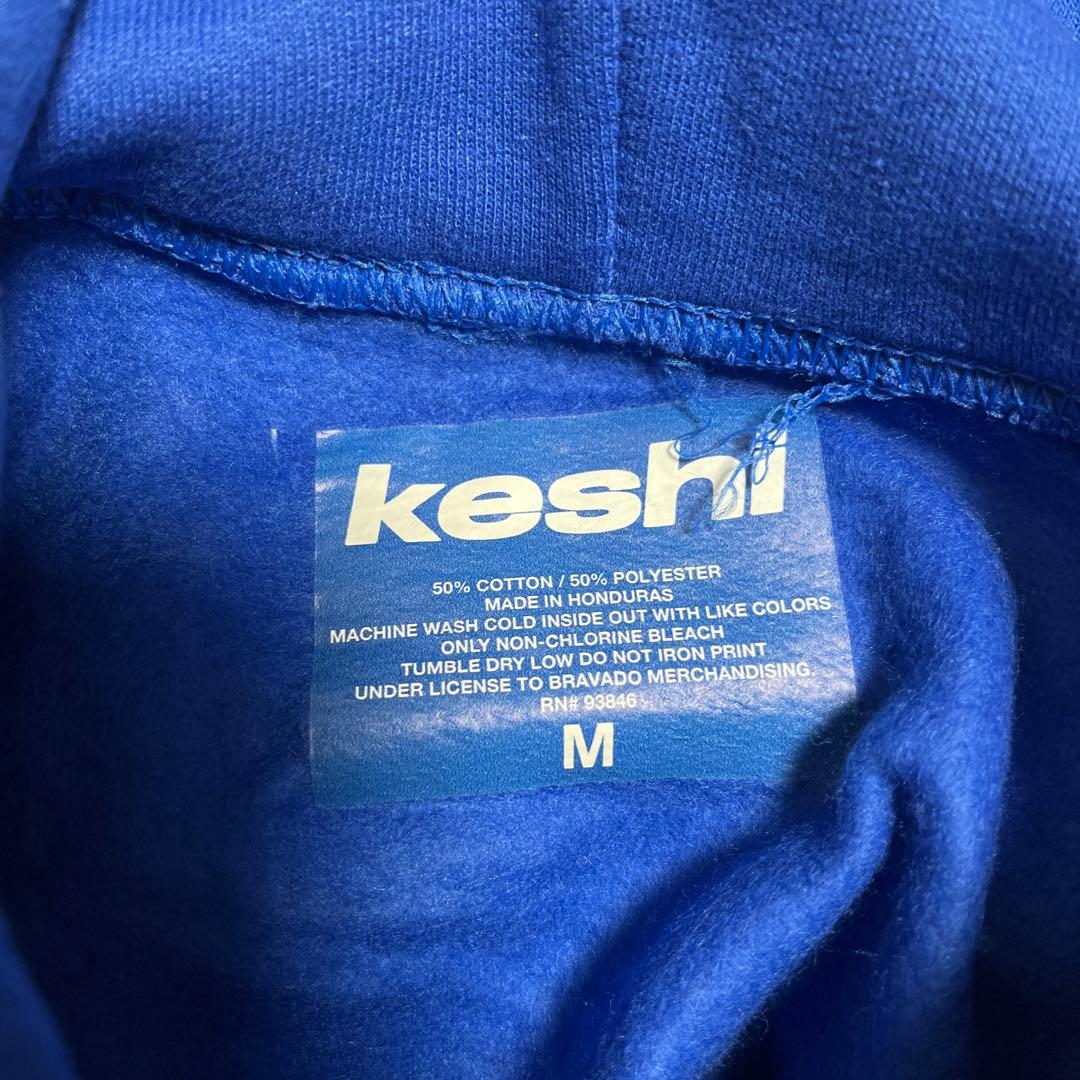 keshi
50% COTTON / 50% POLYESTER
MADE IN HONDURAS
MACHINE WASH COLD INSIDE OUT WITH LIKE COLORS
ONLY NON-CHLORINE BLEACH
TUMBLE DRY LOW DO NOT IRON PRINT
UNDER LICENSE TO BRAVADO MERCHANDISING.
RN# 93846
M